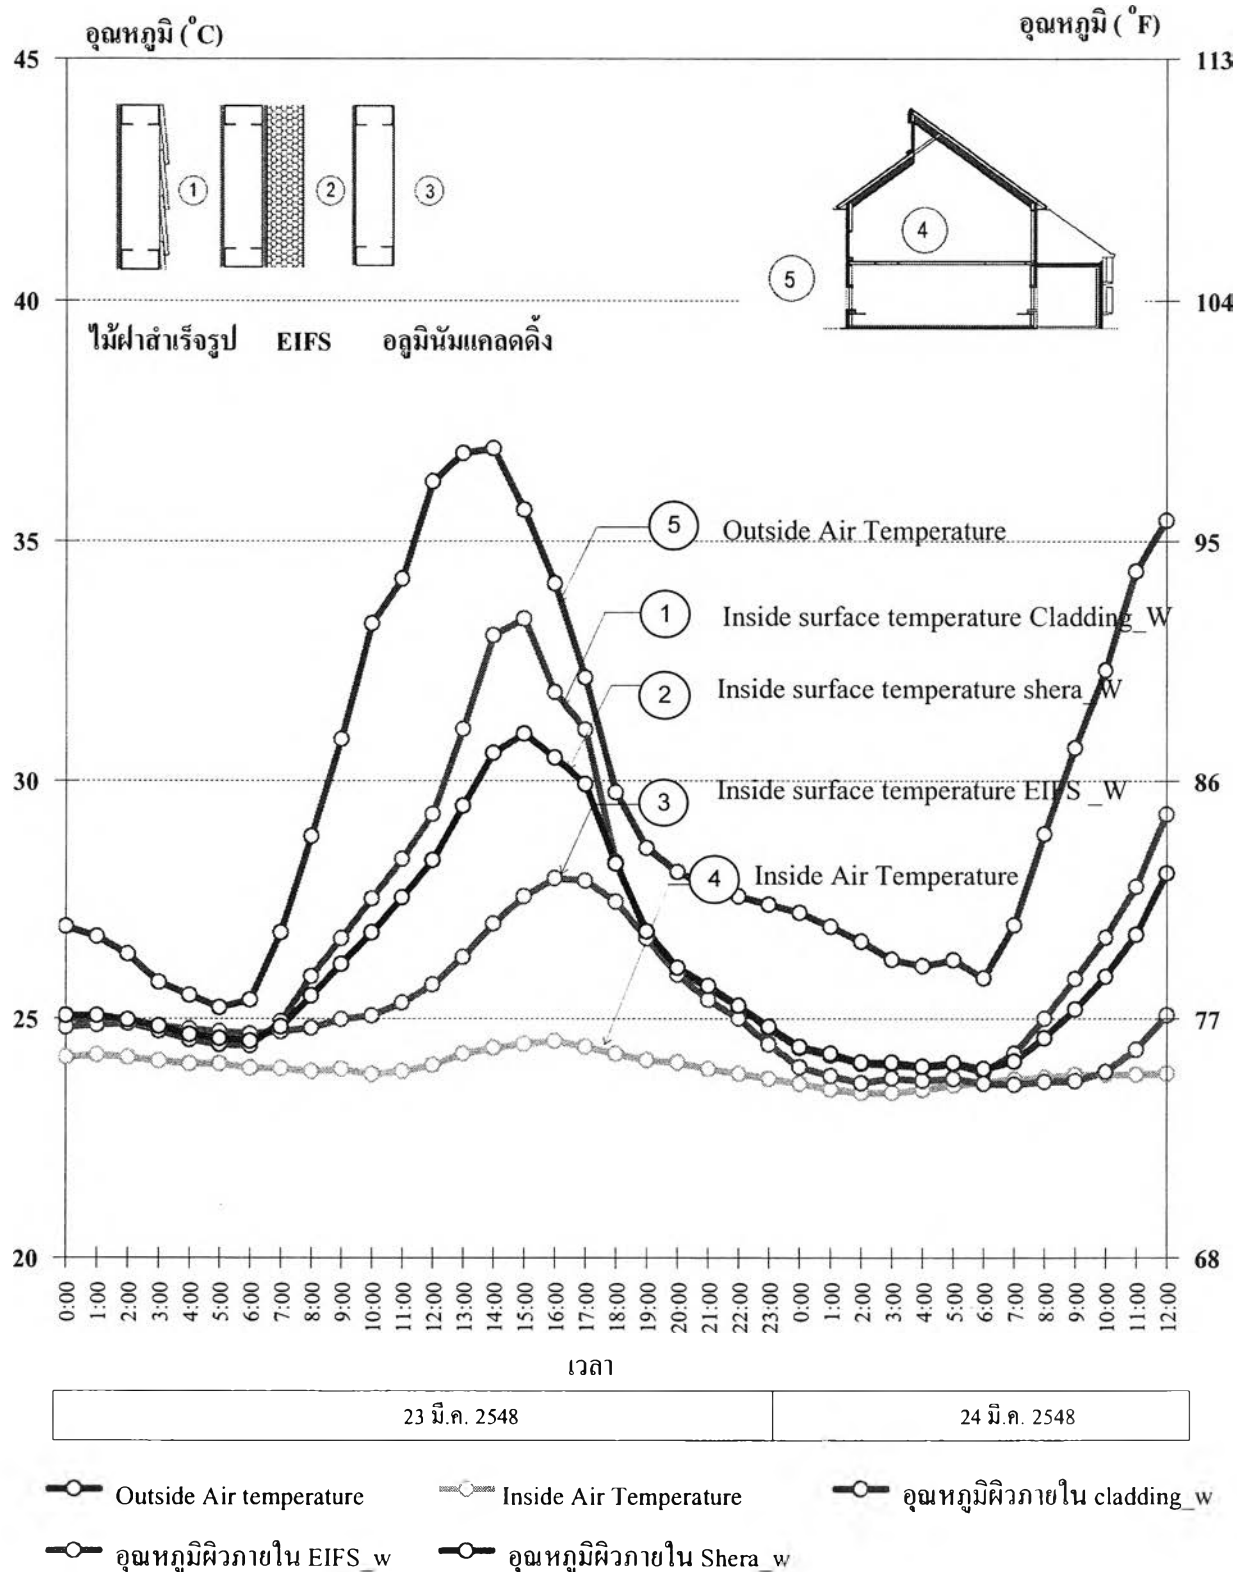 อุณหภูมิ (°C)
อุณหภูมิ ( °F)
45
113
1
2
3
4
5
40
104
ไม้ฝาสำเร็จรูป EIFS อลูมินัมแคลดดิ้ง
5
Outside Air Temperature
35
95
1
Inside surface temperature Cladding_W
2
Inside surface temperature shera_W
30
86
3
Inside surface temperature EIFS _W
4
Inside Air Temperature
25
77
20
68
0:00 1:00 2:00 3:00 4:00 5:00 6:00 7:00 8:00 9:00 10:00 11:00 12:00 13:00 14:00 15:00 16:00 17:00 18:00 19:00 20:00 21:00 22:00 23:00 0:00 1:00 2:00 3:00 4:00 5:00 6:00 7:00 8:00 9:00 10:00 11:00 12:00
เวลา
23 มี.ค. 2548 24 มี.ค. 2548
Outside Air temperature Inside Air Temperature อุณหภูมิผิวภายใน cladding_w
อุณหภูมิผิวภายใน EIFS_w อุณหภูมิผิวภายใน Shera_w